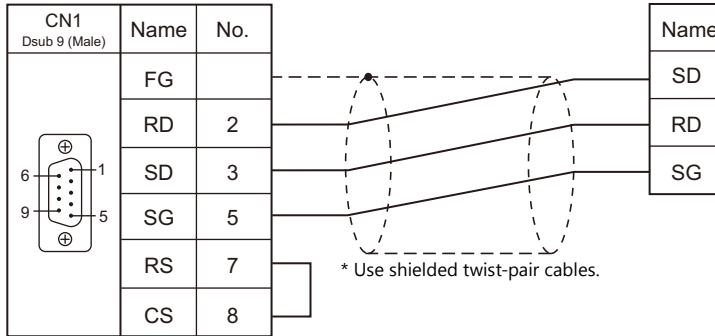 CN1
Dsub 9 (Male)
Name
No.
Name
FG
SD
RD
2
RD
1
6
SD
3
SG
9
5
SG
5
RS
7
* Use shielded twist-pair cables.
CS
8